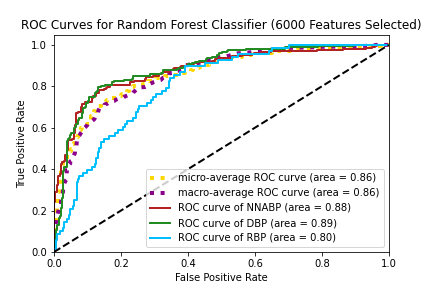 ROC Curves for Random Forest Classifier (6000 Features Selected)
1.0
0.8
0.6
0.4
0.2
0.0
True Positive Rate
micro-average ROC curve (area = 0.86)
macro-average ROC curve (area = 0.86)
ROC curve of NNABP (area = 0.88)
ROC curve of DBP (area = 0.89)
ROC curve of RBP (area = 0.80)
0.0 0.2 0.4 0.6 0.8 1.0
False Positive Rate